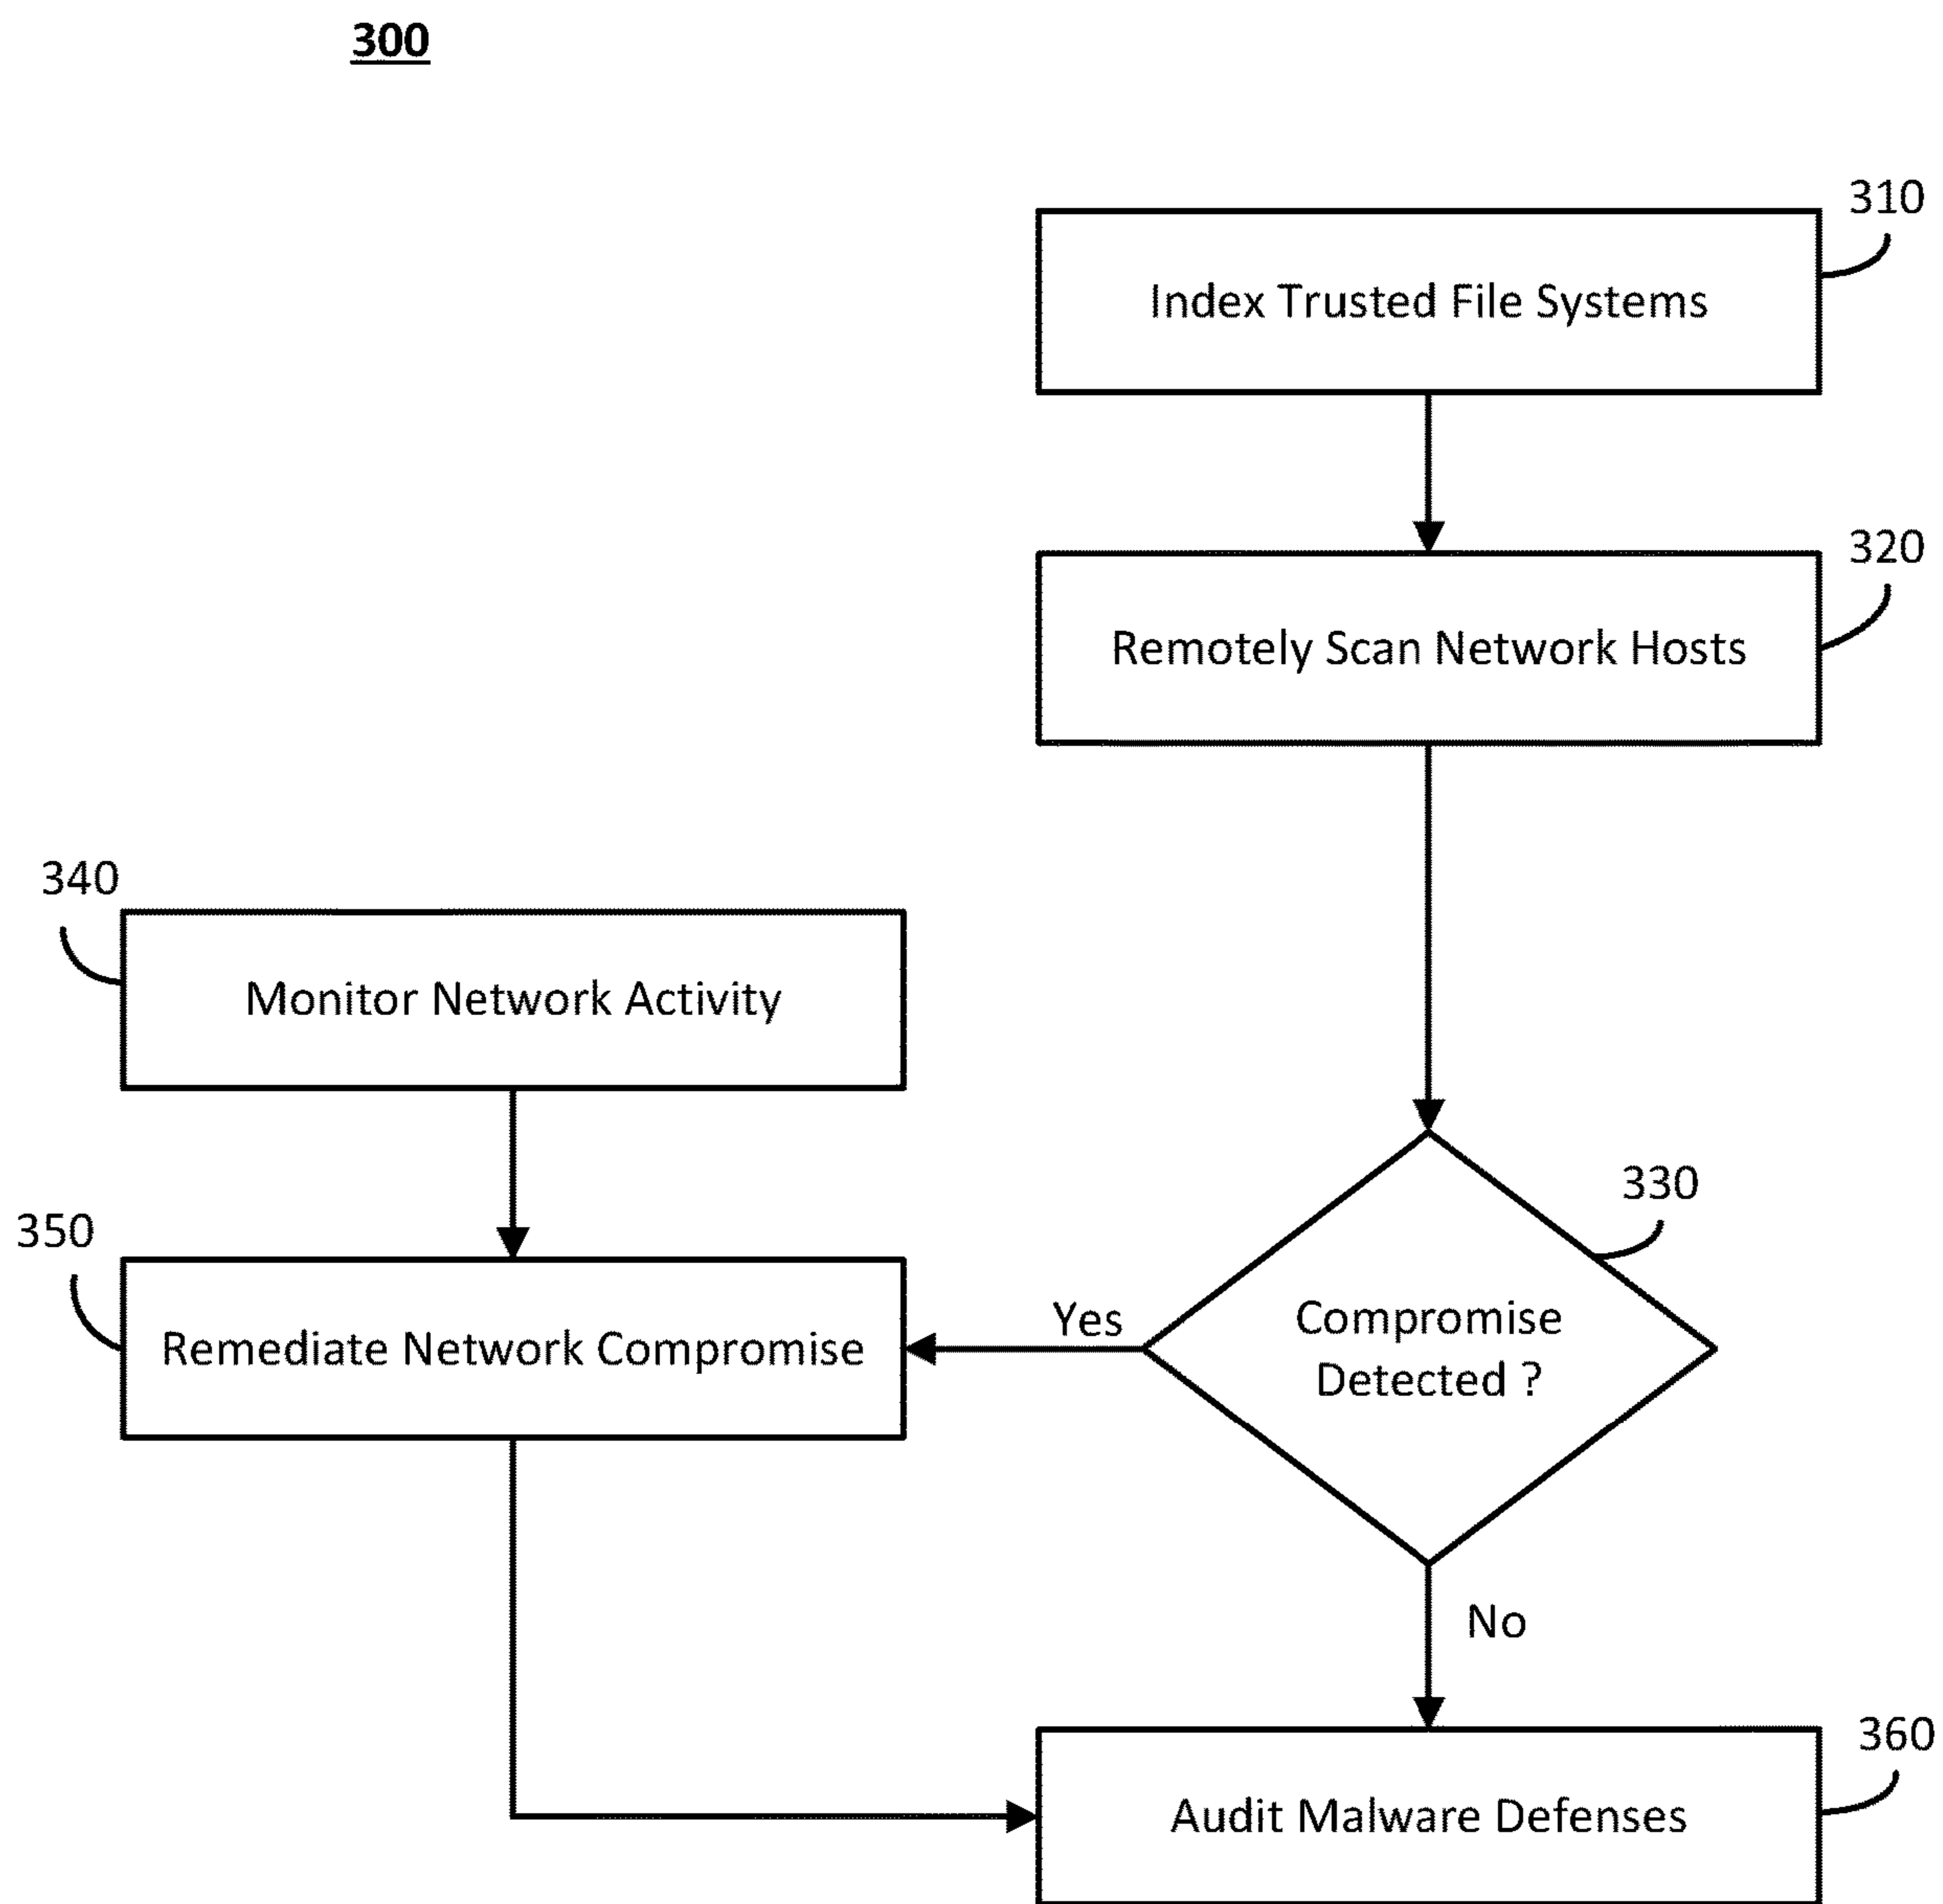 300
310
Index Trusted File Systems
320
Remotely Scan Network Hosts
340
Monitor Network Activity
330
350
Remediate Network Compromise
Yes
Compromise
Detected ?
No
360
Audit Malware Defenses